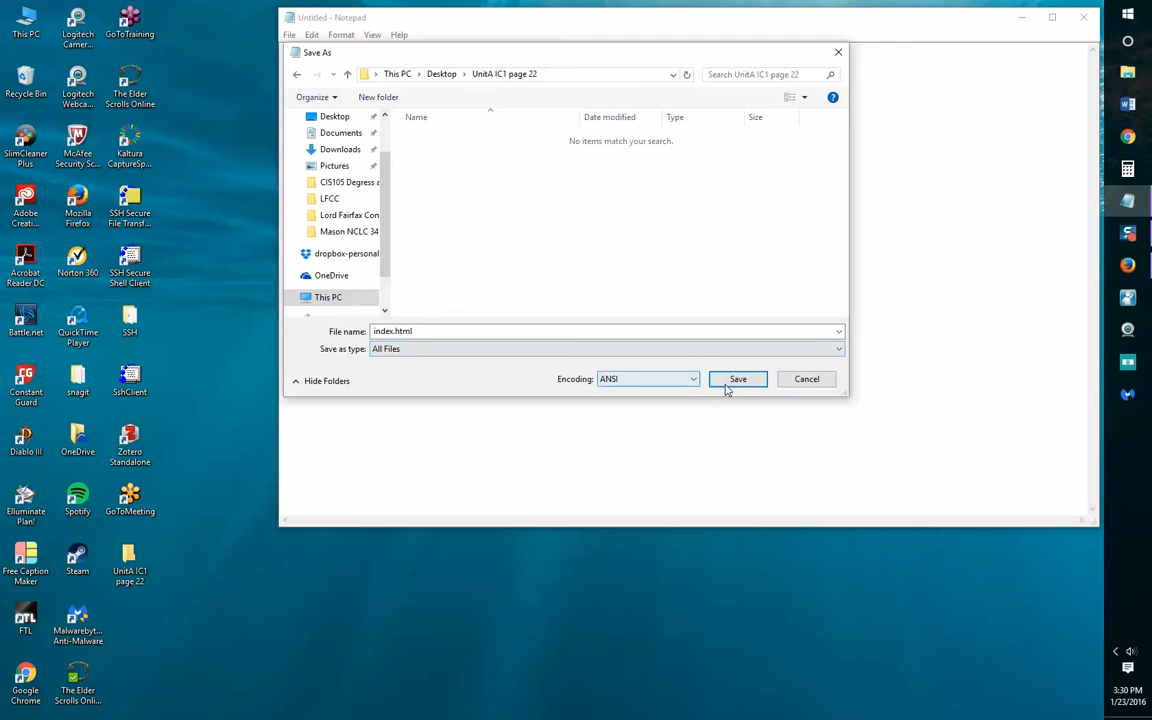 This PC
Logitech Camer...
GoToTraining
Recycle Bin
Logitech Webca...
The Elder Scrolls Online
SlimCleaner Plus
McAfee Security Sc...
Kaltura CaptureSp...
Adobe Creati...
Mozilla Firefox
SSH Secure File Transf...
Acrobat Reader DC
Norton 360
SSH Secure Shell Client
Battle.net
QuickTime Player
SSH
Constant Guard
snagit
SshClient
Diablo III
OneDrive
Zotero Standalone
Elluminate Plan!
Spotify
GoToMeeting
Free Caption Maker
Steam
UnitA IC1 page 22
FTL
FTL
Malwarebyt... Anti-Malware
Google Chrome
The Elder Scrolls Onli...
Untitled - Notepad
File Edit Format View Help
Save As
This PC > Desktop > UnitA IC1 page 22
Search UnitA IC1 page 22
Organize
New folder
Name Date modified Type Size
No items match your search.
Desktop
Documents
Downloads
Pictures
CIS105 Degress a
LFCC
Lord Fairfax Com
Mason NCLC 34
dropbox-personal
OneDrive
This PC
File name: index.html
Save as type: All Files
Hide Folders
Encoding: ANSI
Save
Cancel
3:30 PM
1/23/2016